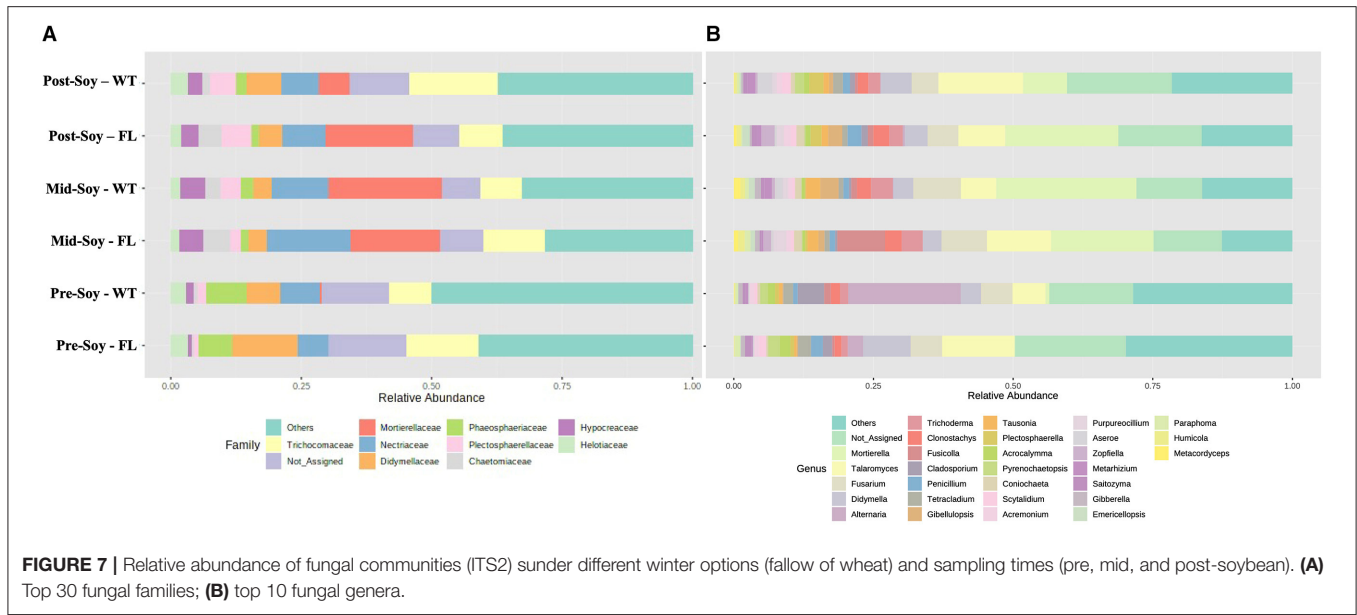 A
B
Post-Soy – WT
Post-Soy – FL
Mid-Soy - WT
Mid-Soy - FL
Pre-Soy - WT
Pre-Soy - FL
0.00 0.25 0.50 0.75 1.00
Relative Abundance
0.00 0.25 0.50 0.75 1.00
Relative Abundance
Family
Others Mortierellaceae Phaeosphaeriaceae Hypocreaceae
Trichocomaceae Nectriaceae Plectosphaerellaceae Helotiaceae
Not_Assigned Didymellaceae Chaetomiaceae
Genus
Others Trichoderma Tausonia Purpureocillium Paraphoma
Not_Assigned Clonostachys Plectosphaerella Aseroe Humicola
Mortierella Fusicolla Acrocalymma Zopfiella Metacordyceps
Talaromyces Cladosporium Pyrenochaetopsis Metarhizium
Fusarium Penicillium Coniochaeta Saitozyma
Didymella Tetracladium Scytalidium Gibberella
Alternaria Gibellulopsis Acremonium Emericellopsis
FIGURE 7 | Relative abundance of fungal communities (ITS2) sunder different winter options (fallow of wheat) and sampling times (pre, mid, and post-soybean). (A)
Top 30 fungal families; (B) top 10 fungal genera.